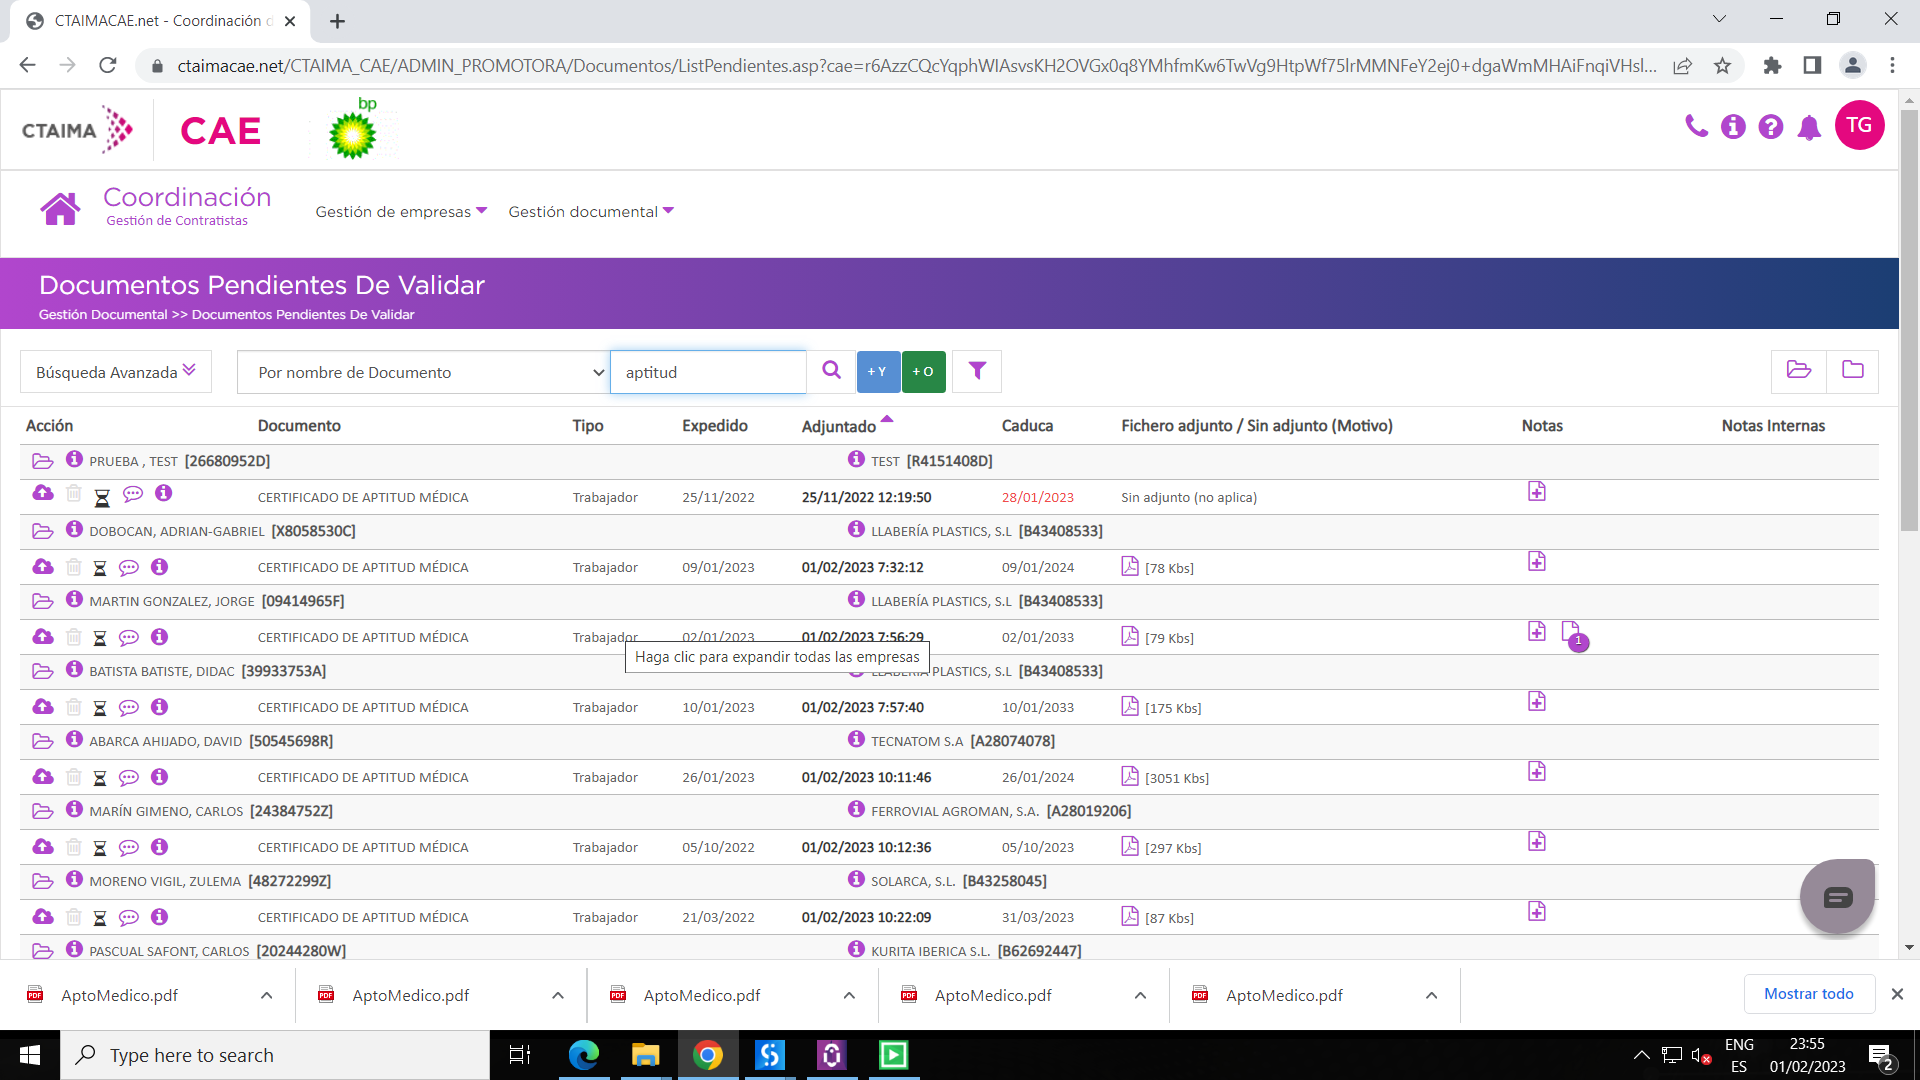 CTAIMACAE.net - Coordinación d
ctaimacae.net/CTAIMA_CAE/ADMIN_PROMOTORA/Documentos/ListPendientes.asp?cae=r6AzzCQcYqphWIAsvsKH2OVGx0q8YMhfmKw6TwVg9HtpWf75lrMMNFeY2ej0+dgaWmMHAiFnqiVHsl...
CTAIMA CAE bp TG
Coordinación
Gestión de Contratistas
Gestión de empresas Gestión documental
Documentos Pendientes De Validar
Gestión Documental >> Documentos Pendientes De Validar
Búsqueda Avanzada Por nombre de Documento aptitud + Y + O
Acción Documento Tipo Expedido Adjuntado Caduca Fichero adjunto / Sin adjunto (Motivo) Notas Notas Internas
PRUEBA , TEST [26680952D] TEST [R4151408D]
CERTIFICADO DE APTITUD MÉDICA Trabajador 25/11/2022 25/11/2022 12:19:50 28/01/2023 Sin adjunto (no aplica)
DOBOCAN, ADRIAN-GABRIEL [X8058530C] LLABERÍA PLASTICS, S.L [B43408533]
CERTIFICADO DE APTITUD MÉDICA Trabajador 09/01/2023 01/02/2023 7:32:12 09/01/2024 [78 Kbs]
MARTIN GONZALEZ, JORGE [09414965F] LLABERÍA PLASTICS, S.L [B43408533]
CERTIFICADO DE APTITUD MÉDICA Trabajador 02/01/2023 01/02/2023 7:56:29 02/01/2033 [79 Kbs] 1
Haga clic para expandir todas las empresas
BATISTA BATISTE, DIDAC [39933753A] LLABERÍA PLASTICS, S.L [B43408533]
CERTIFICADO DE APTITUD MÉDICA Trabajador 10/01/2023 01/02/2023 7:57:40 10/01/2033 [175 Kbs]
ABARCA AHIJADO, DAVID [50545698R] TECNATOM S.A [A28074078]
CERTIFICADO DE APTITUD MÉDICA Trabajador 26/01/2023 01/02/2023 10:11:46 26/01/2024 [3051 Kbs]
MARÍN GIMENO, CARLOS [24384752Z] FERROVIAL AGROMAN, S.A. [A28019206]
CERTIFICADO DE APTITUD MÉDICA Trabajador 05/10/2022 01/02/2023 10:12:36 05/10/2023 [297 Kbs]
MORENO VIGIL, ZULEMA [48272299Z] SOLARCA, S.L. [B43258045]
CERTIFICADO DE APTITUD MÉDICA Trabajador 21/03/2022 01/02/2023 10:22:09 31/03/2023 [87 Kbs]
PASCUAL SAFONT, CARLOS [20244280W] KURITA IBERICA S.L. [B62692447]
AptoMedico.pdf AptoMedico.pdf AptoMedico.pdf AptoMedico.pdf AptoMedico.pdf Mostrar todo
Type here to search
ENG 23:55
ES 01/02/2023 2